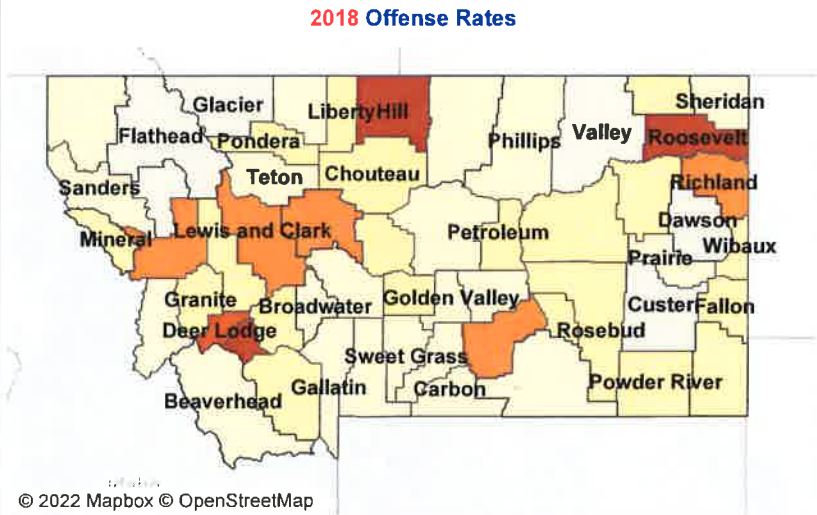 2018 Offense Rates
Sheridan
Glacier
Liberty Hill
Flathead
Pondera
Phillips
Valley
Roosevelt
Teton
Chouteau
Richland
Sanders
Dawson
Mineral
Lewis and Clark
Petroleum
Wibaux
Prairie
Granite
Broadwater
Golden Valley
Custer
Fallon
Deer Lodge
Rosebud
Sweet Grass
Gallatin
Carbon
Powder River
Beaverhead
© 2022 Mapbox © OpenStreetMap